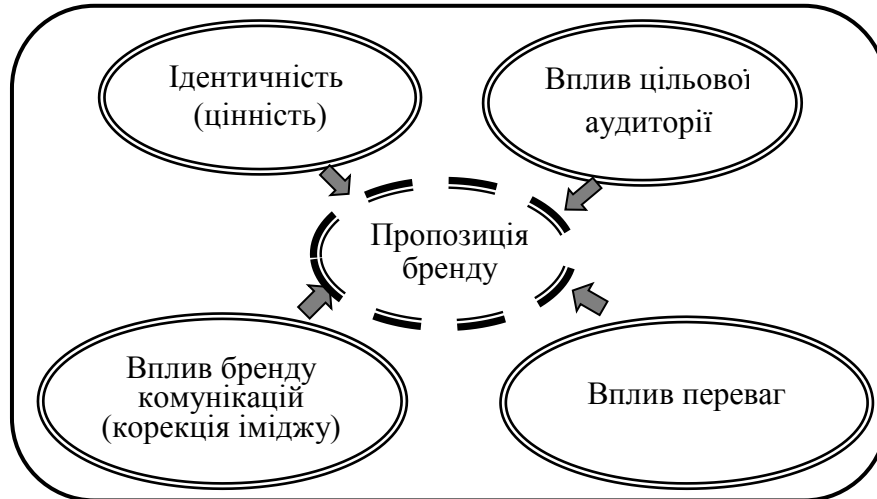 Ідентичність
(цінність)
Вплив цільової
аудиторії
Пропозиція
бренду
Вплив бренду
комунікацій
(корекція іміджу)
Вплив переваг